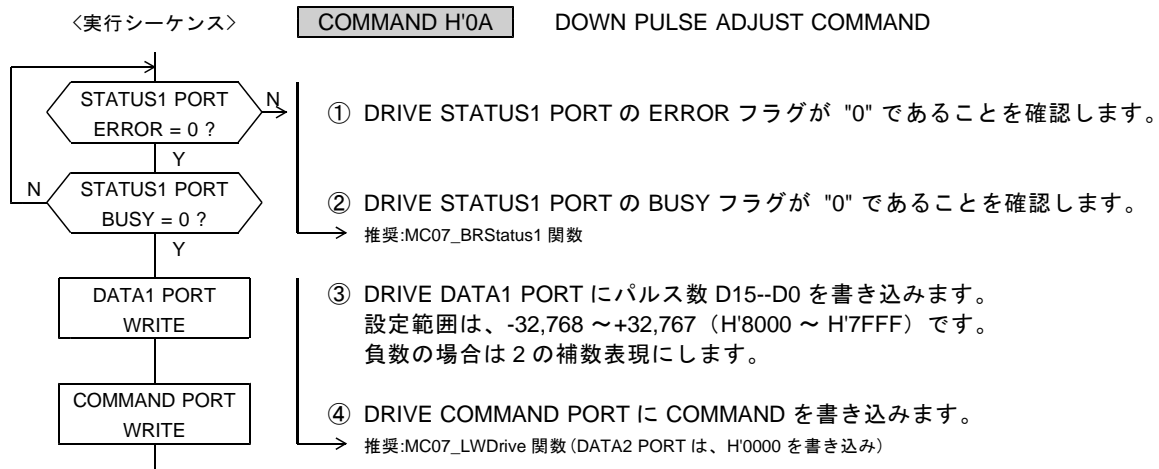 〈実行シーケンス〉 COMMAND H'0A DOWN PULSE ADJUST COMMAND
STATUS1 PORT
ERROR = 0 ?
N
Y
① DRIVE STATUS1 PORT の ERROR フラグが "0" であることを確認します。
STATUS1 PORT
BUSY = 0 ?
N
Y
② DRIVE STATUS1 PORT の BUSY フラグが "0" であることを確認します。
推奨:MC07_BRStatus1 関数
DATA1 PORT
WRITE
③ DRIVE DATA1 PORT にパルス数 D15--D0 を書き込みます。
設定範囲は、-32,768 ～+32,767（H'8000 ～ H'7FFF）です。
負数の場合は 2 の補数表現にします。
COMMAND PORT
WRITE
④ DRIVE COMMAND PORT に COMMAND を書き込みます。
推奨:MC07_LWDrive 関数（DATA2 PORT は、H'0000 を書き込み）